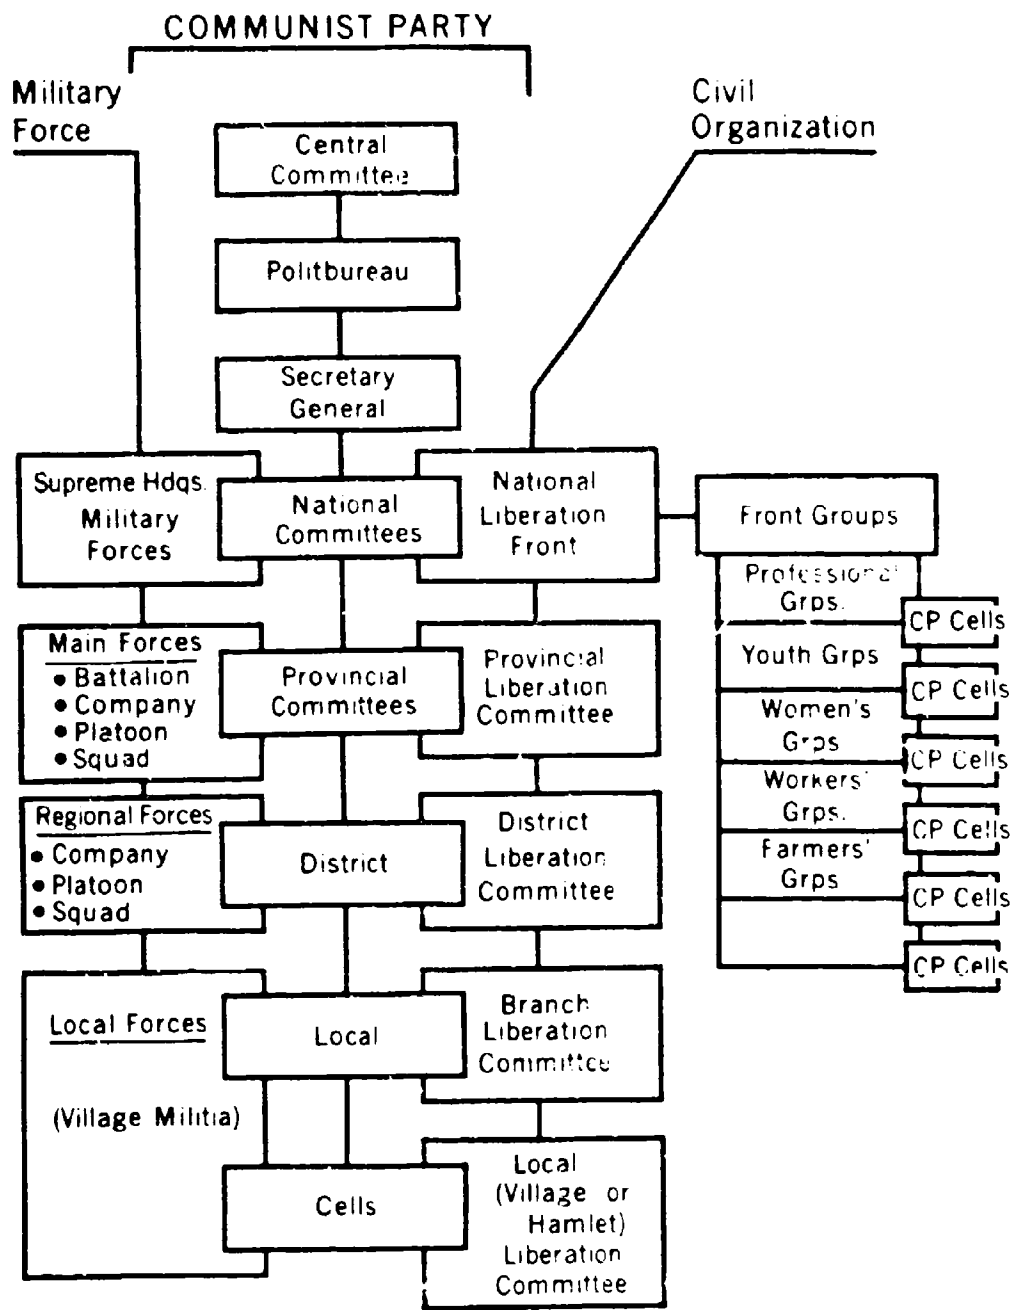 COMMUNIST PARTY
Military
Force
Civil
Organization
Central
Committee
Politbureau
Secretary
General
Supreme Hdqs.
Military
Forces
National
Committees
National
Liberation
Front
Front Groups
Professional
Grps.
CP Cells
Youth Grps
CP Cells
Women's
Grps
CP Cells
Workers'
Grps.
CP Cells
Farmers'
Grps
CP Cells
CP Cells
Main Forces
• Battalion
• Company
• Platoon
• Squad
Provincial
Committees
Provincial
Liberation
Committee
Regional Forces
• Company
• Platoon
• Squad
District
District
Liberation
Committee
Local Forces
(Village Militia)
Local
Branch
Liberation
Committee
Cells
Local
(Village or
Hamlet)
Liberation
Committee